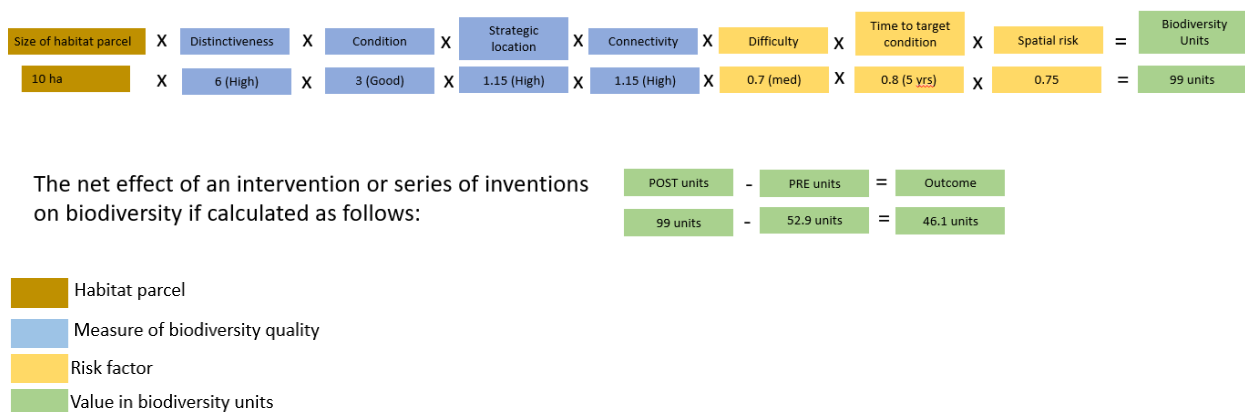 Size of habitat parcel X Distinctiveness X Condition X Strategic location X Connectivity X Difficulty X Time to target condition X Spatial risk = Biodiversity Units
10 ha X 6 (High) X 3 (Good) X 1.15 (High) X 1.15 (High) X 0.7 (med) X 0.8 (5 yrs) X 0.75 = 99 units
The net effect of an intervention or series of inventions
on biodiversity if calculated as follows:
POST units - PRE units = Outcome
99 units - 52.9 units = 46.1 units
Habitat parcel
Measure of biodiversity quality
Risk factor
Value in biodiversity units